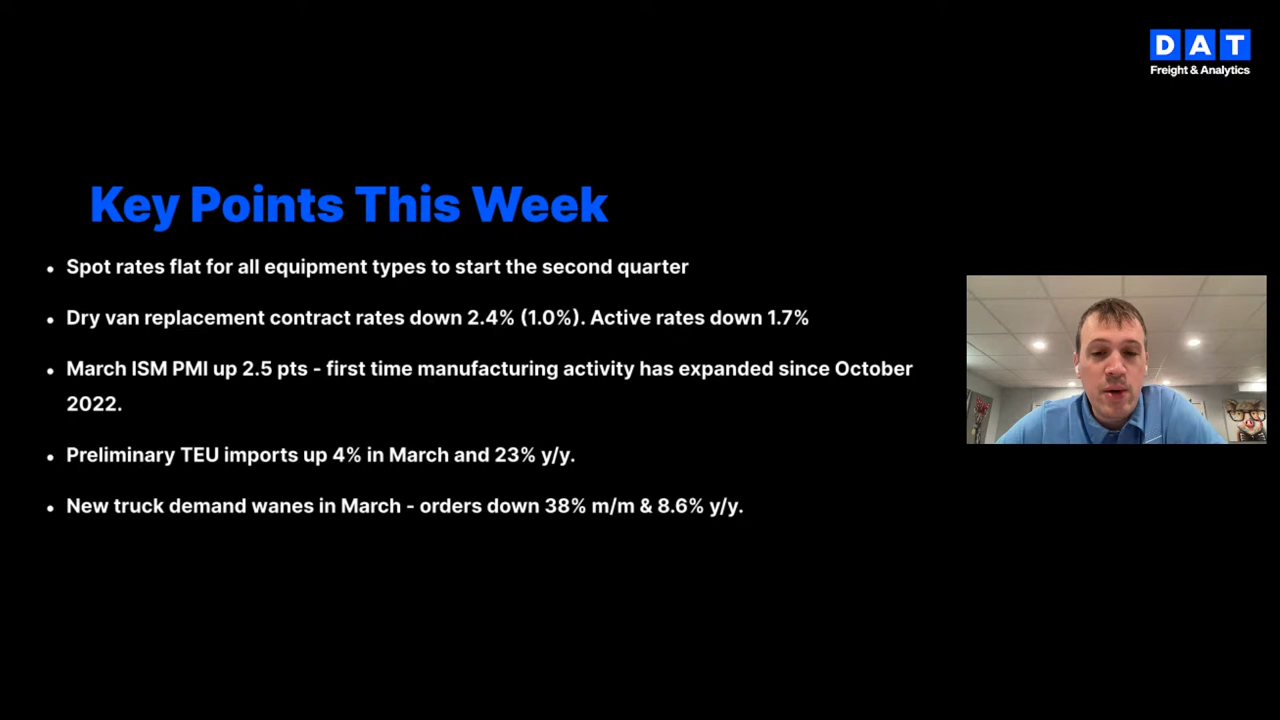 DAT
Freight & Analytics
Key Points This Week
• Spot rates flat for all equipment types to start the second quarter
• Dry van replacement contract rates down 2.4% (1.0%). Active rates down 1.7%
• March ISM PMI up 2.5 pts - first time manufacturing activity has expanded since October
2022.
• Preliminary TEU imports up 4% in March and 23% y/y.
• New truck demand wanes in March - orders down 38% m/m & 8.6% y/y.